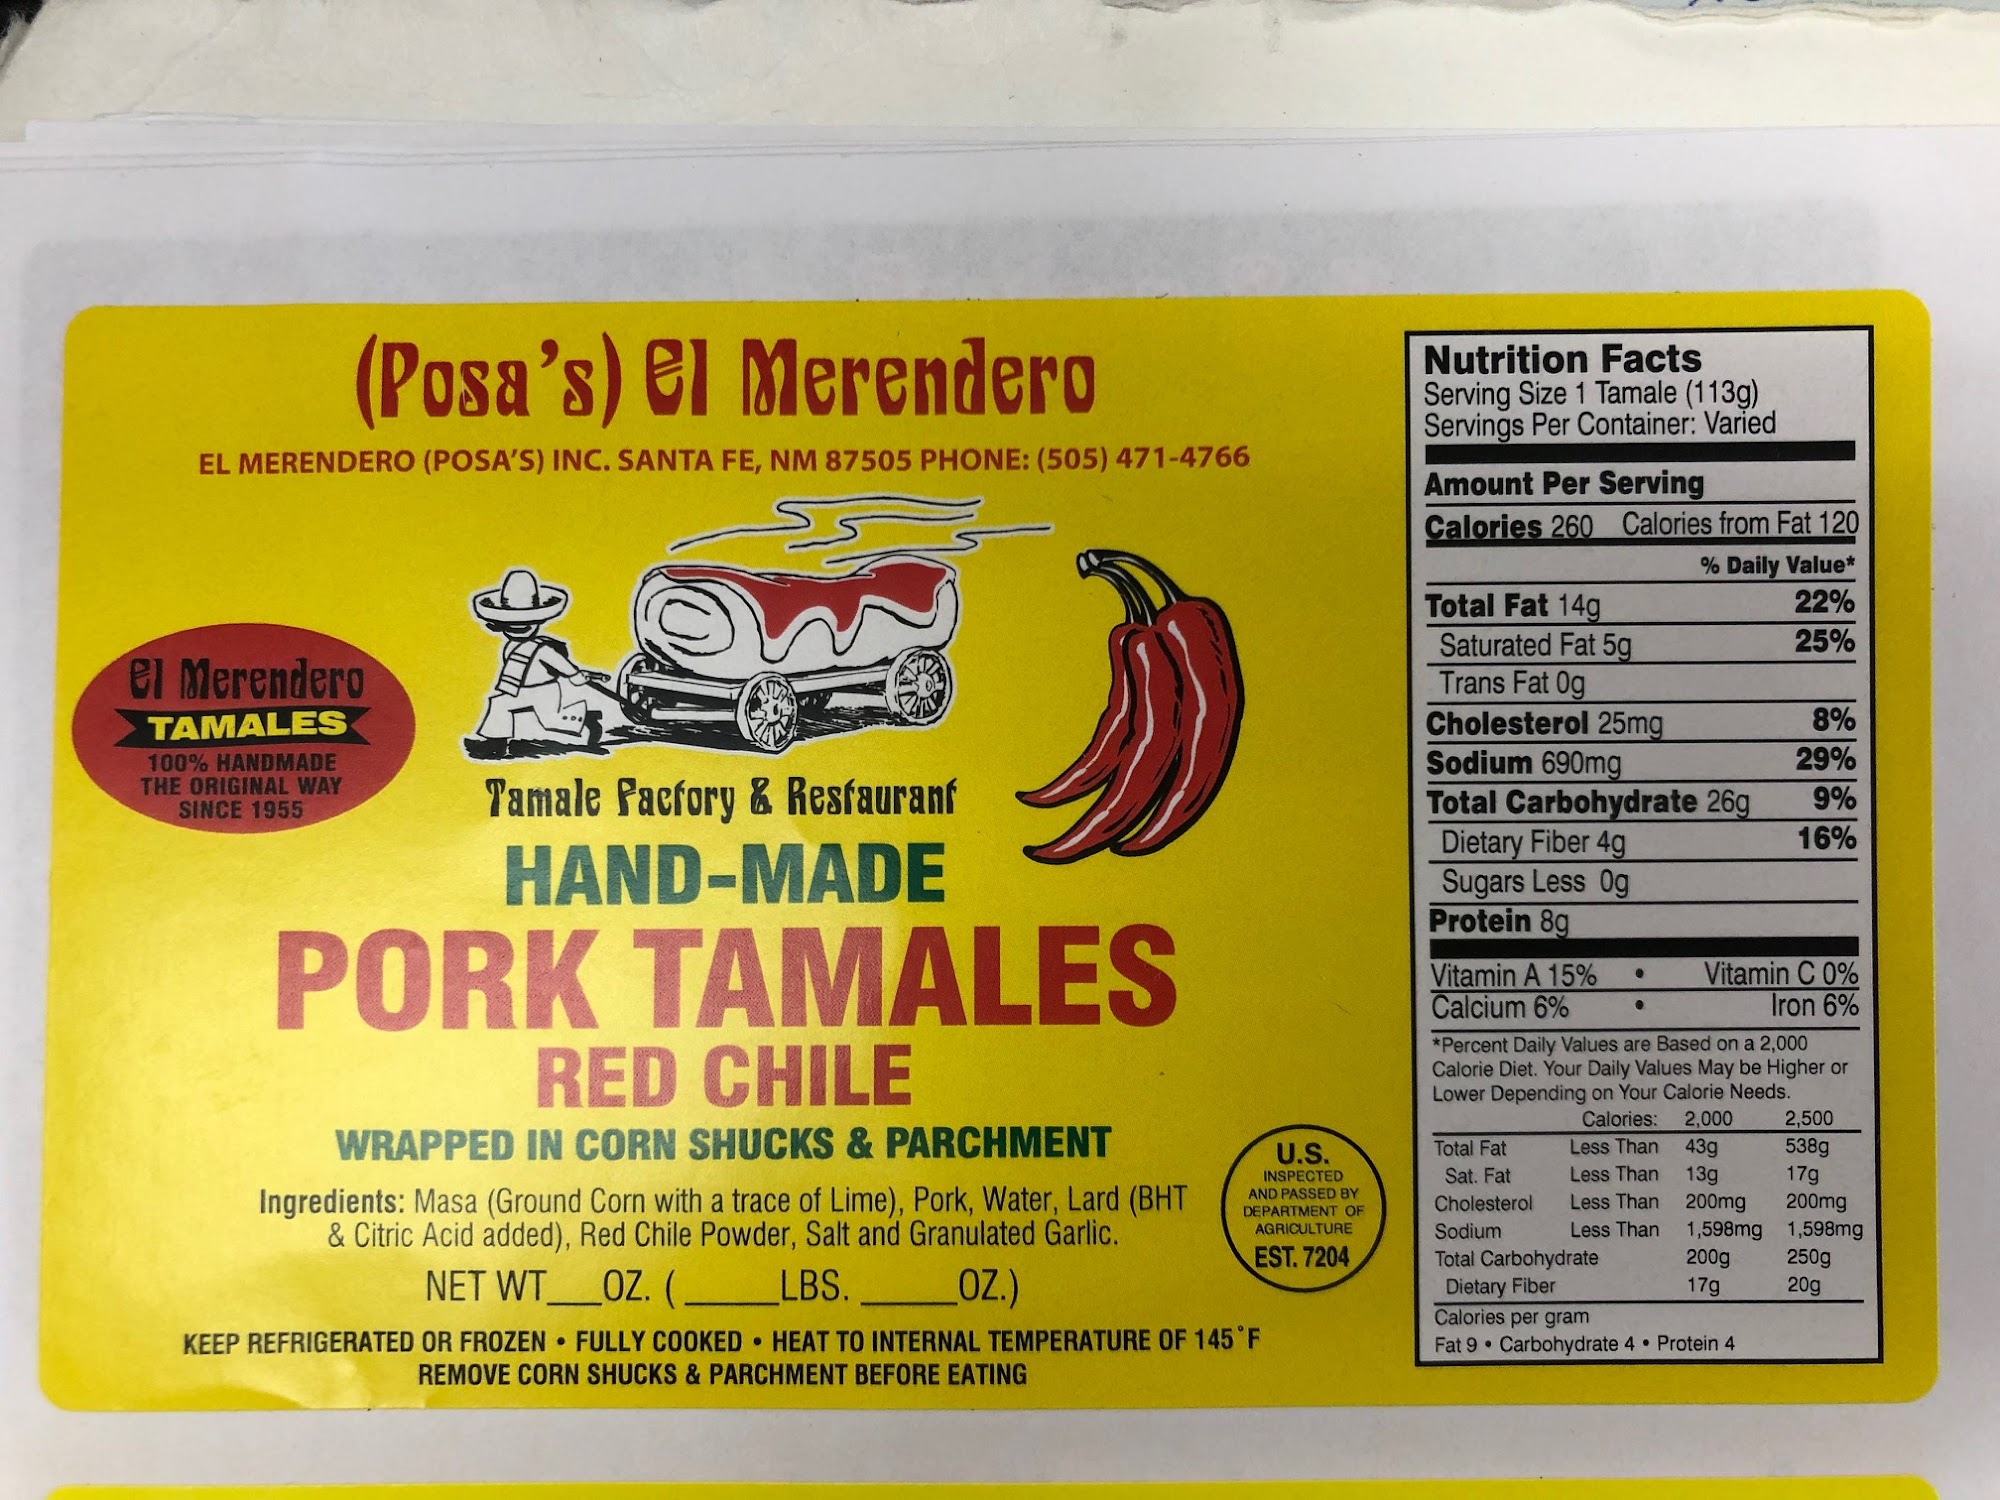 (Posa's) El Merendero
EL MERENDERO (POSA'S) INC. SANTA FE, NM 87505 PHONE: (505) 471-4766
El Merendero
TAMALES
100% HANDMADE
THE ORIGINAL WAY
SINCE 1955
Tamale Factory & Restaurant
HAND-MADE
PORK TAMALES
RED CHILE
WRAPPED IN CORN SHUCKS & PARCHMENT
Ingredients: Masa (Ground Corn with a trace of Lime), Pork, Water, Lard (BHT
& Citric Acid added), Red Chile Powder, Salt and Granulated Garlic.
NET WT___OZ. (_____LBS. _____OZ.)
KEEP REFRIGERATED OR FROZEN • FULLY COOKED • HEAT TO INTERNAL TEMPERATURE OF 145°F
REMOVE CORN SHUCKS & PARCHMENT BEFORE EATING
U.S.
INSPECTED
AND PASSED BY
DEPARTMENT OF
AGRICULTURE
EST. 7204
Nutrition Facts
Serving Size 1 Tamale (113g)
Servings Per Container: Varied
Amount Per Serving
Calories 260 Calories from Fat 120
% Daily Value*
Total Fat 14g 22%
Saturated Fat 5g 25%
Trans Fat 0g
Cholesterol 25mg 8%
Sodium 690mg 29%
Total Carbohydrate 26g 9%
Dietary Fiber 4g 16%
Sugars Less 0g
Protein 8g
Vitamin A 15% • Vitamin C 0%
Calcium 6% • Iron 6%
*Percent Daily Values are Based on a 2,000
Calorie Diet. Your Daily Values May be Higher or
Lower Depending on Your Calorie Needs.
Calories: 2,000 2,500
Total Fat Less Than 43g 538g
Sat. Fat Less Than 13g 17g
Cholesterol Less Than 200mg 200mg
Sodium Less Than 1,598mg 1,598mg
Total Carbohydrate 200g 250g
Dietary Fiber 17g 20g
Calories per gram
Fat 9 • Carbohydrate 4 • Protein 4